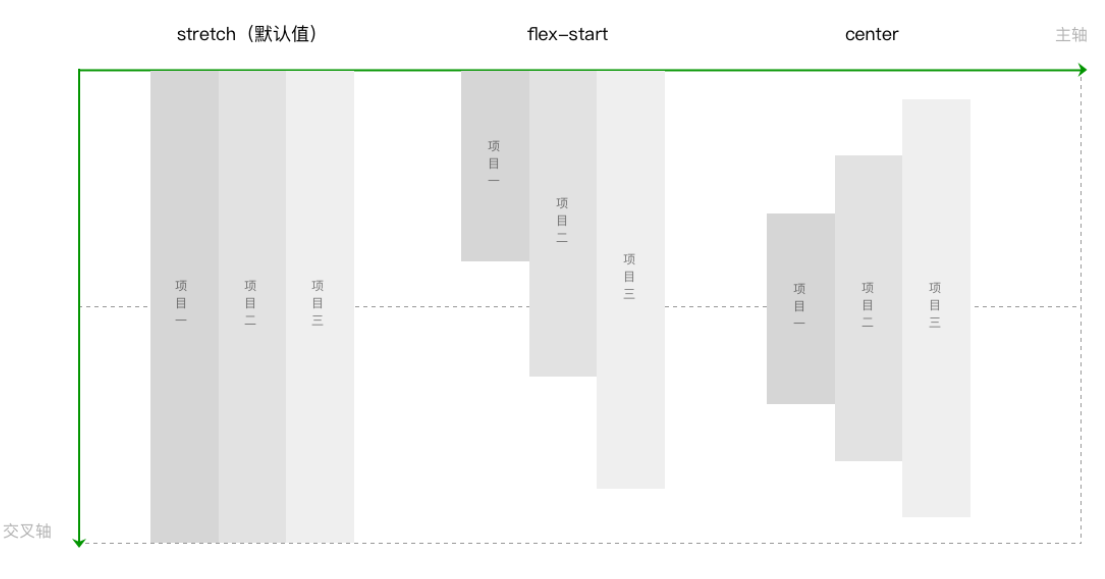 stretch（默认值）
flex-start
center
主轴
项目一
项目二
项目三
项目一
项目二
项目三
项目一
项目二
项目三
交叉轴